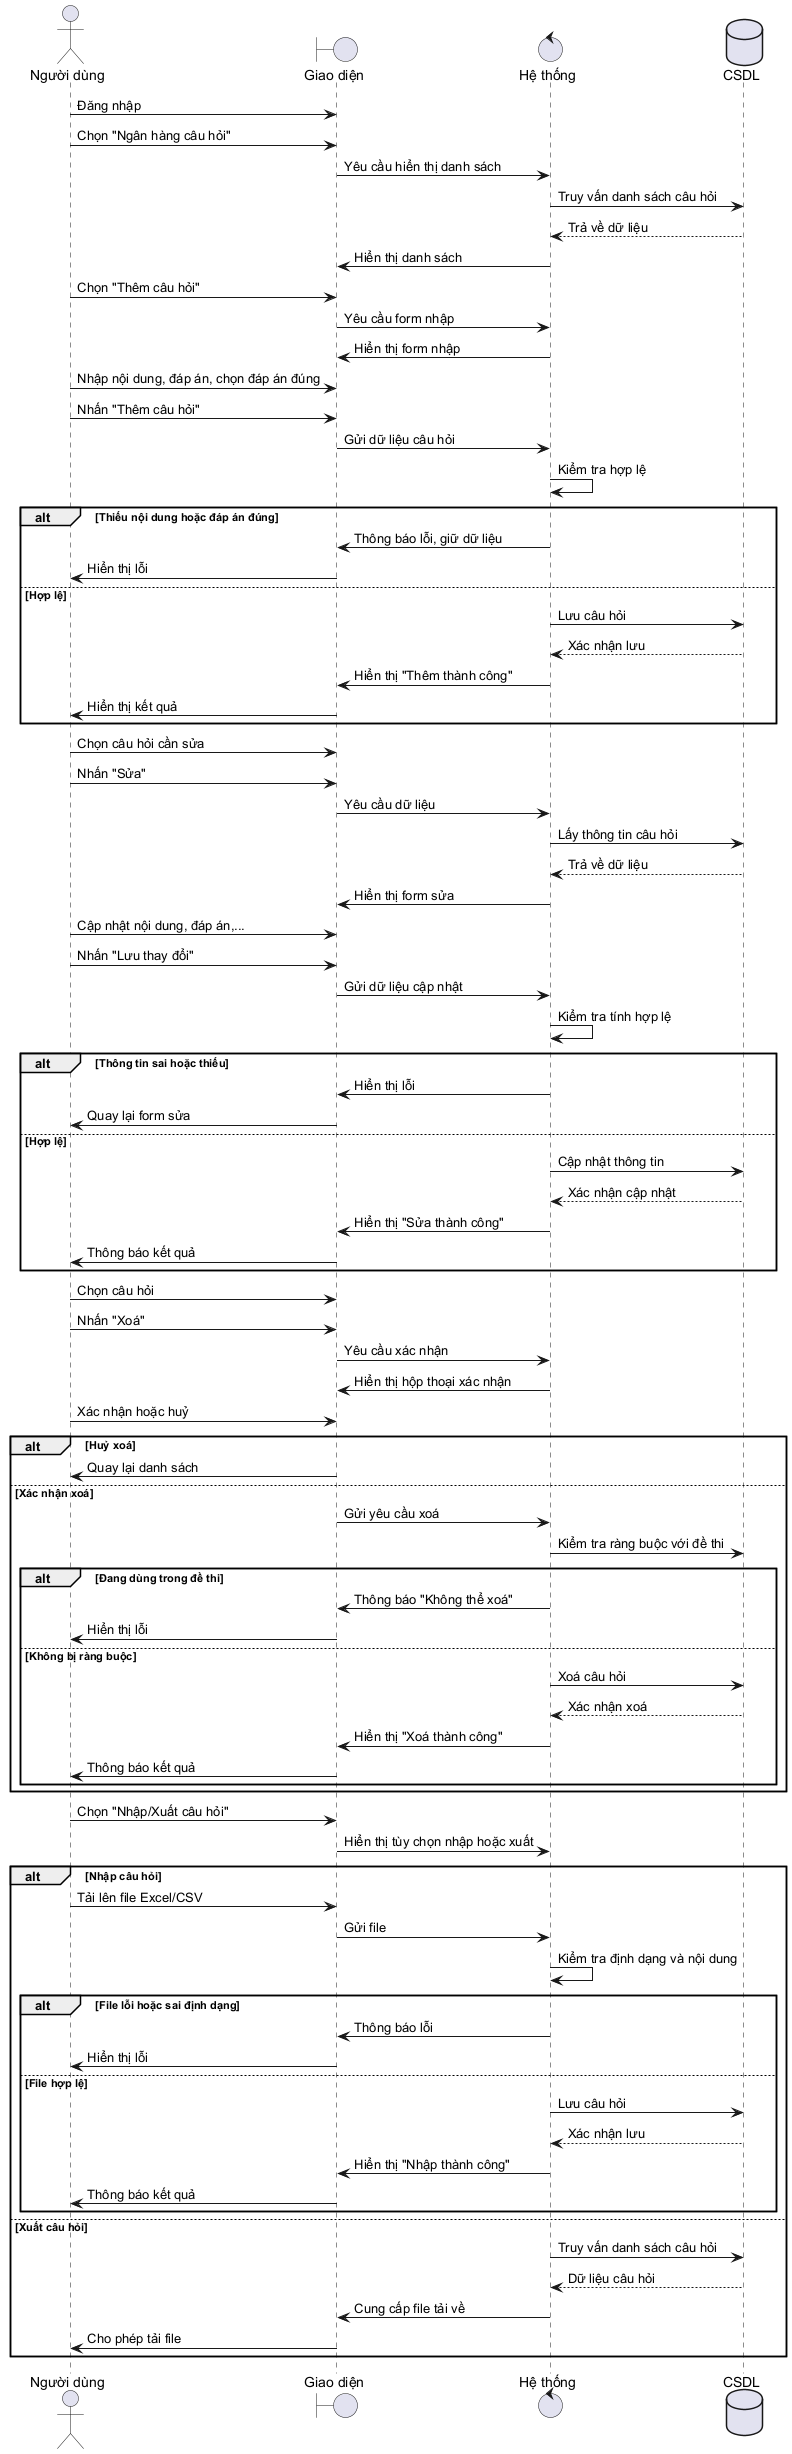 Người dùng
Giao diện
Hệ thống
CSDL
Đăng nhập
Chọn "Ngân hàng câu hỏi"
Yêu cầu hiển thị danh sách
Truy vấn danh sách câu hỏi
Trả về dữ liệu
Hiển thị danh sách
Chọn "Thêm câu hỏi"
Yêu cầu form nhập
Hiển thị form nhập
Nhập nội dung, đáp án, chọn đáp án đúng
Nhấn "Thêm câu hỏi"
Gửi dữ liệu câu hỏi
Kiểm tra hợp lệ
alt [Thiếu nội dung hoặc đáp án đúng]
Thông báo lỗi, giữ dữ liệu
Hiển thị lỗi
[Hợp lệ]
Lưu câu hỏi
Xác nhận lưu
Hiển thị "Thêm thành công"
Hiển thị kết quả
Chọn câu hỏi cần sửa
Nhấn "Sửa"
Yêu cầu dữ liệu
Lấy thông tin câu hỏi
Trả về dữ liệu
Hiển thị form sửa
Cập nhật nội dung, đáp án,...
Nhấn "Lưu thay đổi"
Gửi dữ liệu cập nhật
Kiểm tra tính hợp lệ
alt [Thông tin sai hoặc thiếu]
Hiển thị lỗi
Quay lại form sửa
[Hợp lệ]
Cập nhật thông tin
Xác nhận cập nhật
Hiển thị "Sửa thành công"
Thông báo kết quả
Chọn câu hỏi
Nhấn "Xoá"
Yêu cầu xác nhận
Hiển thị hộp thoại xác nhận
Xác nhận hoặc huỷ
alt [Huỷ xoá]
Quay lại danh sách
[Xác nhận xoá]
Gửi yêu cầu xoá
Kiểm tra ràng buộc với đề thi
alt [Đang dùng trong đề thi]
Thông báo "Không thể xoá"
Hiển thị lỗi
[Không bị ràng buộc]
Xoá câu hỏi
Xác nhận xoá
Hiển thị "Xoá thành công"
Thông báo kết quả
Chọn "Nhập/Xuất câu hỏi"
Hiển thị tùy chọn nhập hoặc xuất
alt [Nhập câu hỏi]
Tải lên file Excel/CSV
Gửi file
Kiểm tra định dạng và nội dung
alt [File lỗi hoặc sai định dạng]
Thông báo lỗi
Hiển thị lỗi
[File hợp lệ]
Lưu câu hỏi
Xác nhận lưu
Hiển thị "Nhập thành công"
Thông báo kết quả
[Xuất câu hỏi]
Truy vấn danh sách câu hỏi
Dữ liệu câu hỏi
Cung cấp file tải về
Cho phép tải file
Người dùng
Giao diện
Hệ thống
CSDL